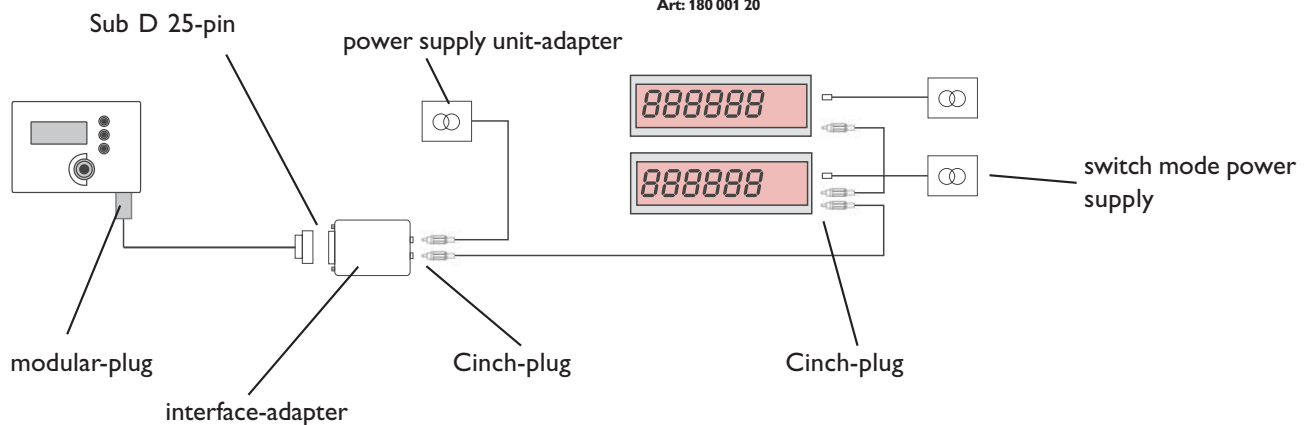 Art: 180 001 20
Sub D 25-pin
power supply unit-adapter
888888
888888
switch mode power
supply
modular-plug
Cinch-plug
Cinch-plug
interface-adapter